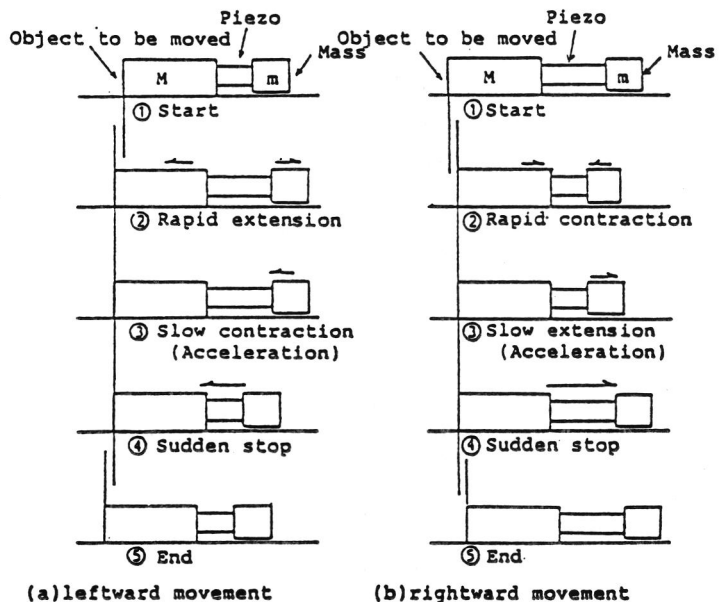 Piezo
Object to be moved
Mass
M
m
① Start
② Rapid extension
③ Slow contraction
(Acceleration)
④ Sudden stop
⑤ End
(a)leftward movement
Piezo
Object to be moved
Mass
M
m
① Start
② Rapid contraction
③ Slow extension
(Acceleration)
④ Sudden stop
⑤ End
(b)rightward movement